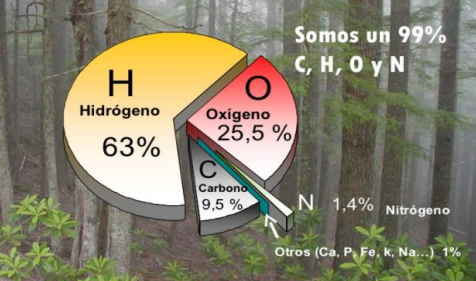 Somos un 99%
C, H, O y N
H
Hidrógeno
63%
O
Oxígeno
25,5 %
C
Carbono
9,5 %
N 1,4% Nitrógeno
Otros (Ca, P, Fe, k, Na...) 1%